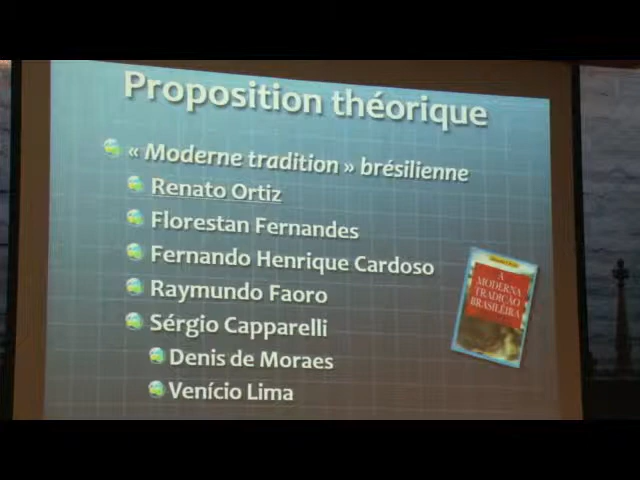 Proposition théorique
« Moderne tradition » brésilienne
Renato Ortiz
Florestan Fernandes
Fernando Henrique Cardoso
Raymundo Faoro
Sérgio Capparelli
Denis de Moraes
Venício Lima
A
MODERNA
TRADIÇÃO
BRASILEIRA